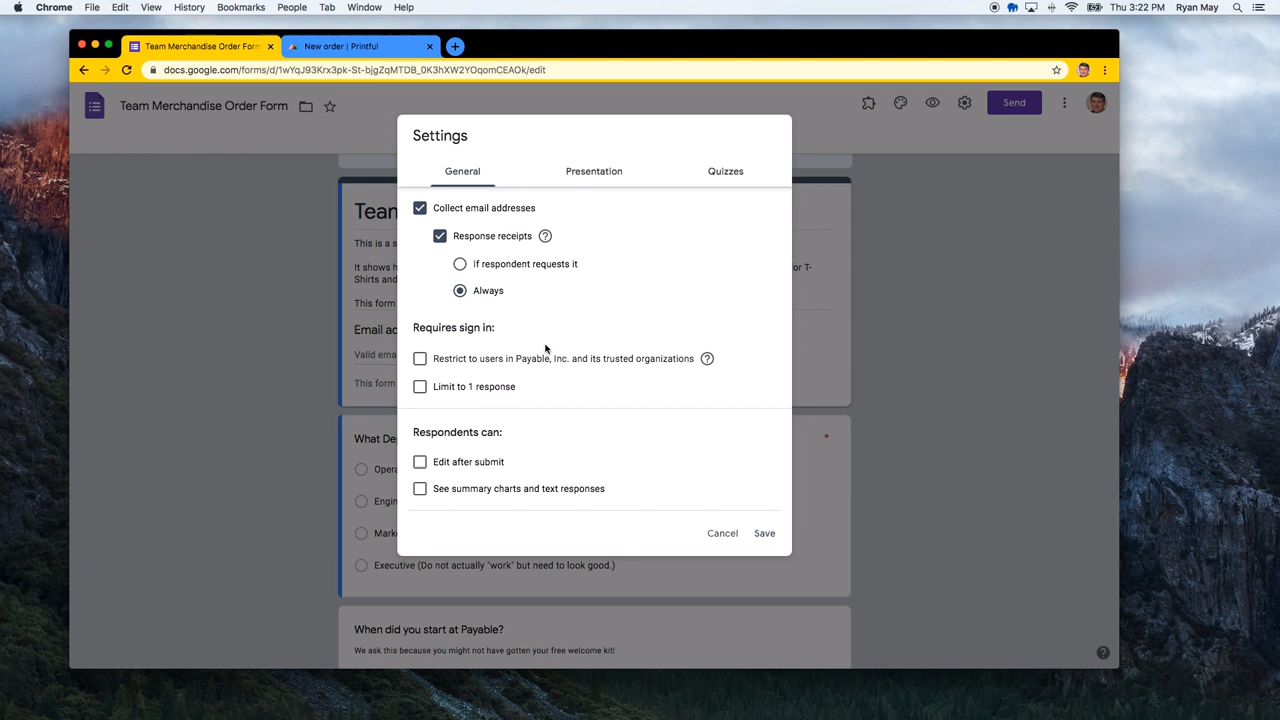 Chrome File Edit View History Bookmarks People Tab Window Help Thu 3:22 PM Ryan May
Team Merchandise Order Form New order | Printful
docs.google.com/forms/d/1wYqJ93Krx3pk-St-bjgZqMTDB_0K3hXW2YOqomCEAOk/edit
Team Merchandise Order Form Send
Settings
General Presentation Quizzes
Collect email addresses
Team
Response receipts
This is a s
If respondent requests it
It shows h or T-
Shirts and
Always
This form
Requires sign in:
Email ad
Valid ema
Restrict to users in Payable, Inc. and its trusted organizations
This form
Limit to 1 response
Respondents can:
What De *
Edit after submit
Opera
See summary charts and text responses
Engin
Mark
Cancel Save
Executive (Do not actually "work" but need to look good.)
When did you start at Payable?
We ask this because you might not have gotten your free welcome kit!